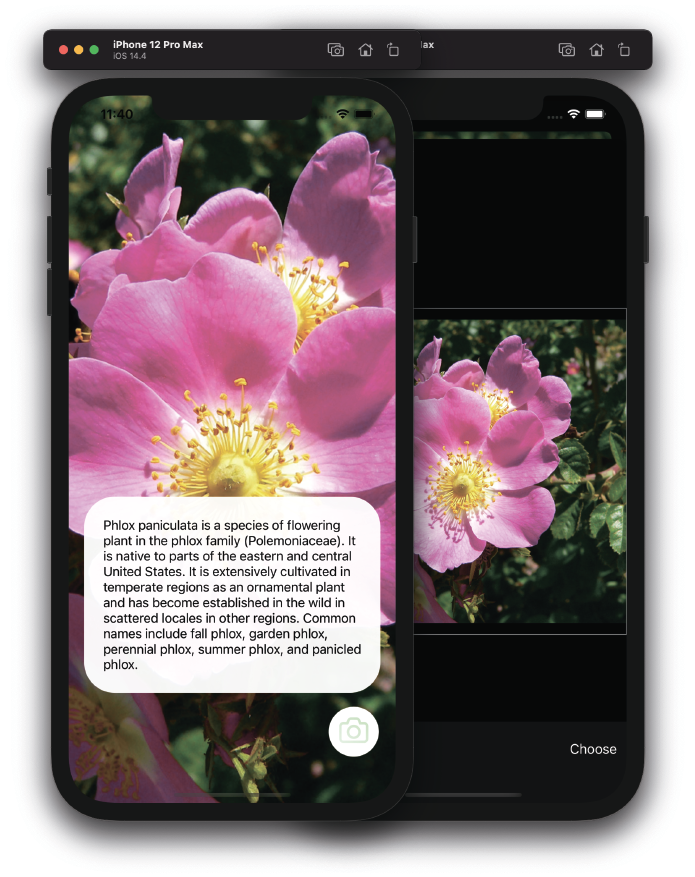 iPhone 12 Pro Max
iOS 14.4
ax
11:40
Phlox paniculata is a species of flowering
plant in the phlox family (Polemoniaceae). It
is native to parts of the eastern and central
United States. It is extensively cultivated in
temperate regions as an ornamental plant
and has become established in the wild in
scattered locales in other regions. Common
names include fall phlox, garden phlox,
perennial phlox, summer phlox, and panicled
phlox.
Choose